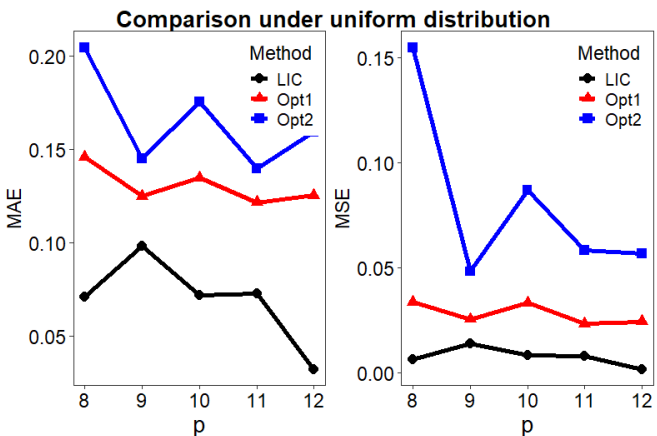 Comparison under uniform distribution
MAE
0.20
0.15
0.10
0.05
Method
LIC
Opt1
Opt2
8 9 10 11 12
p
MSE
0.15
0.10
0.05
0.00
Method
LIC
Opt1
Opt2
8 9 10 11 12
p